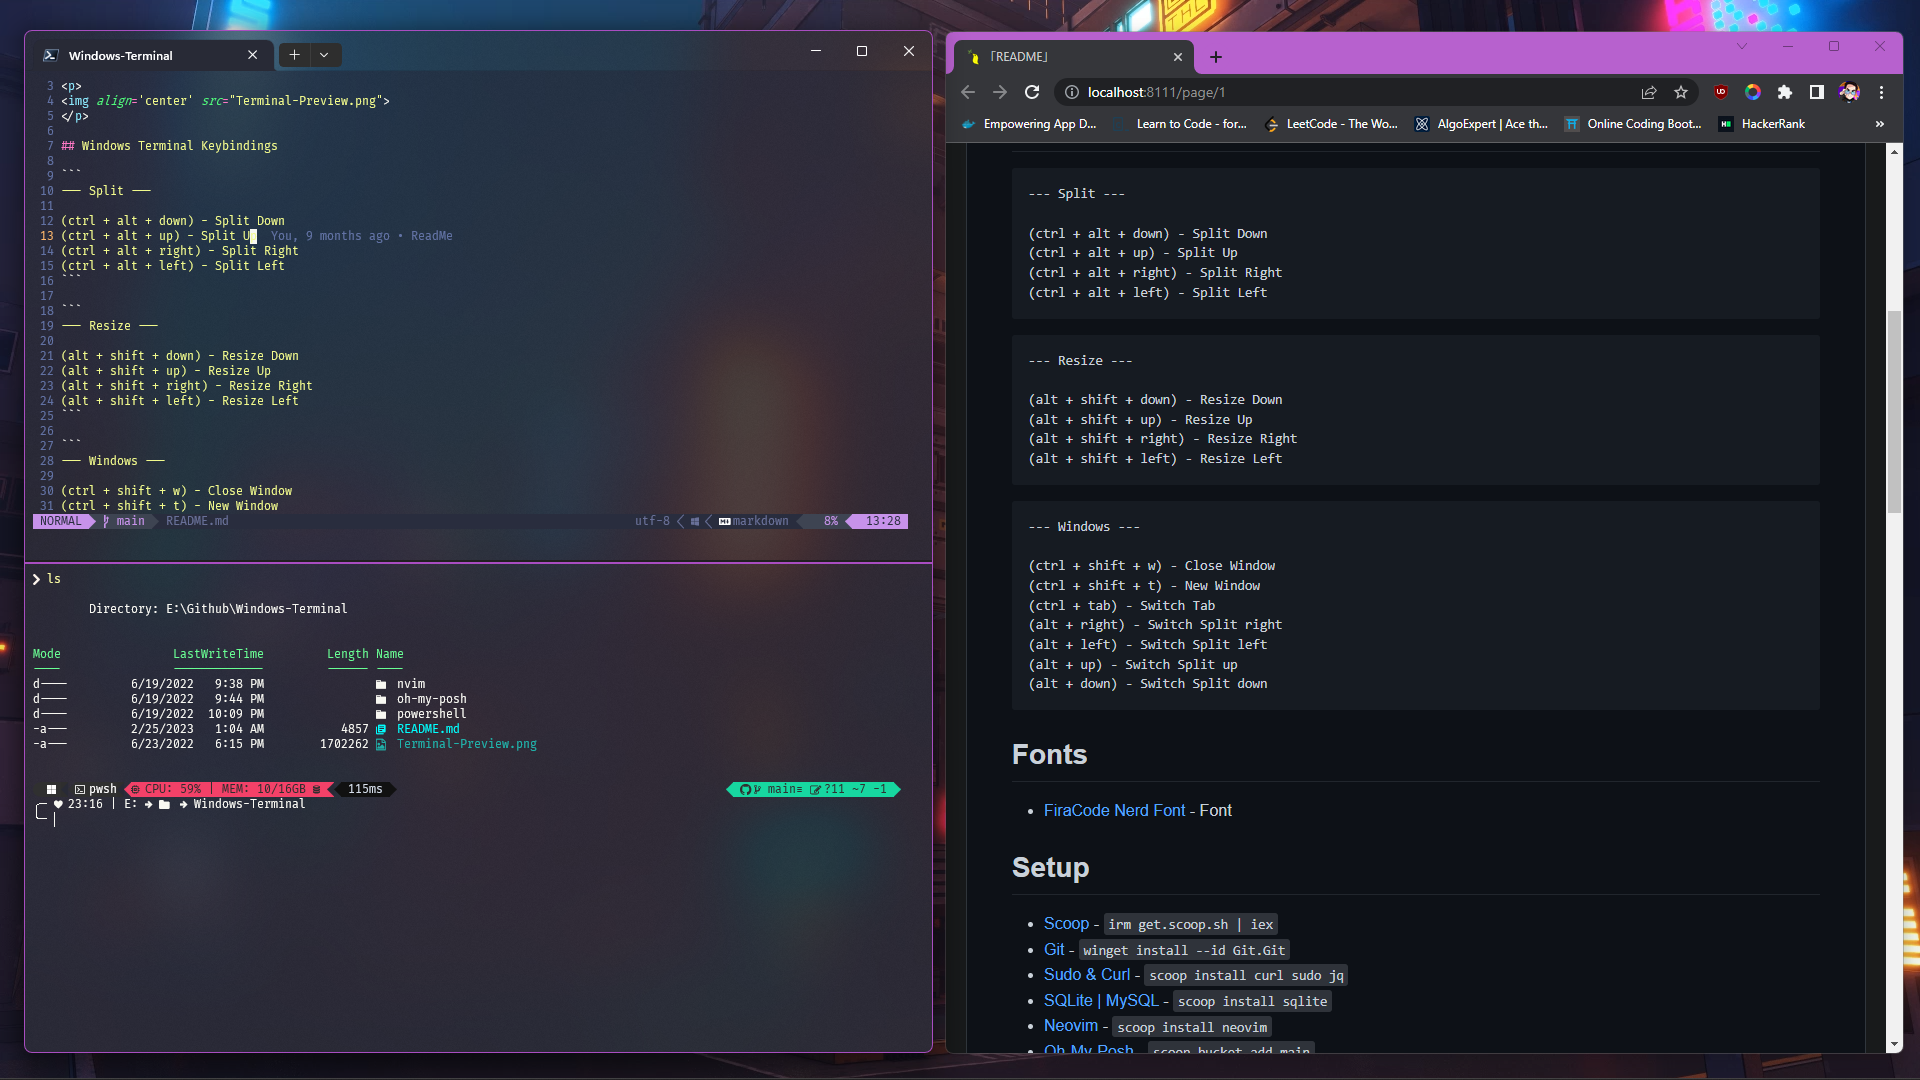 Windows-Terminal
3 <p>
4 <img align='center' src="Terminal-Preview.png">
5 </p>
6
7 ## Windows Terminal Keybindings
8
9 ```
10 --- Split ---
11
12 (ctrl + alt + down) - Split Down
13 (ctrl + alt + up) - Split Up You, 9 months ago • ReadMe
14 (ctrl + alt + right) - Split Right
15 (ctrl + alt + left) - Split Left
16 ```
17
18 ```
19 --- Resize ---
20
21 (alt + shift + down) - Resize Down
22 (alt + shift + up) - Resize Up
23 (alt + shift + right) - Resize Right
24 (alt + shift + left) - Resize Left
25 ```
26
27 ```
28 --- Windows ---
29
30 (ctrl + shift + w) - Close Window
31 (ctrl + shift + t) - New Window
NORMAL main README.md utf-8 markdown 8% 13:28
❯ ls
Directory: E:\Github\Windows-Terminal
Mode LastWriteTime Length Name
---- ------------- ------ ----
d---- 6/19/2022 9:38 PM nvim
d---- 6/19/2022 9:44 PM oh-my-posh
d---- 6/19/2022 10:09 PM powershell
-a--- 2/25/2023 1:04 AM 4857 README.md
-a--- 6/23/2022 6:15 PM 1702262 Terminal-Preview.png
pwsh CPU: 59% | MEM: 10/16GB 115ms main≡ ?11 ~7 -1
♥ 23:16 | E: → → Windows-Terminal
「README」
localhost:8111/page/1
Empowering App D... Learn to Code - for... LeetCode - The Wo... AlgoExpert | Ace th... Online Coding Boot... HackerRank »
--- Split ---
(ctrl + alt + down) - Split Down
(ctrl + alt + up) - Split Up
(ctrl + alt + right) - Split Right
(ctrl + alt + left) - Split Left
--- Resize ---
(alt + shift + down) - Resize Down
(alt + shift + up) - Resize Up
(alt + shift + right) - Resize Right
(alt + shift + left) - Resize Left
--- Windows ---
(ctrl + shift + w) - Close Window
(ctrl + shift + t) - New Window
(ctrl + tab) - Switch Tab
(alt + right) - Switch Split right
(alt + left) - Switch Split left
(alt + up) - Switch Split up
(alt + down) - Switch Split down
Fonts
• FiraCode Nerd Font - Font
Setup
• Scoop - irm get.scoop.sh | iex
• Git - winget install --id Git.Git
• Sudo & Curl - scoop install curl sudo jq
• SQLite | MySQL - scoop install sqlite
• Neovim - scoop install neovim
• Oh My Posh - scoop bucket add main